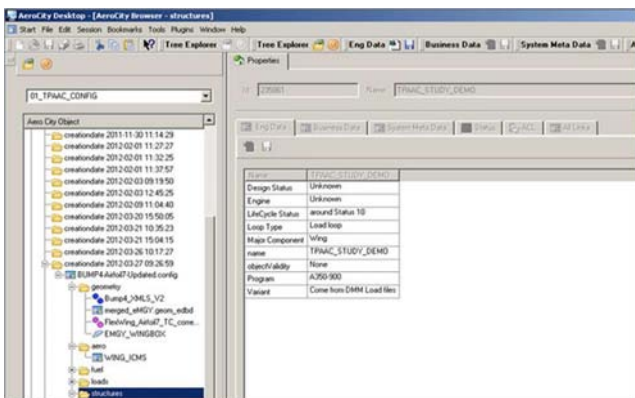 AeroCity Desktop - [AeroCity Browser - structures]
Start File Edit Session Bookmarks Tools Plugins Window Help
Tree Explorer Tree Explorer Eng Data Business Data System Meta Data
Properties
Id 235861 Name TPAAC_STUDY_DEMO
01_TPAAC_CONFIG
Eng Data Business Data System Meta Data Status ACL All Links
Aero City Object
creationdate 2011-11-30 11:14:29
creationdate 2012-02-01 11:27:27
creationdate 2012-02-01 11:32:25
creationdate 2012-02-01 11:37:57
creationdate 2012-02-03 09:19:50
creationdate 2012-02-03 12:45:25
creationdate 2012-02-09 11:04:40
creationdate 2012-03-20 15:50:05
creationdate 2012-03-21 10:35:23
creationdate 2012-03-21 15:04:15
creationdate 2012-03-26 10:17:27
creationdate 2012-03-27 09:26:59
BUMP4-Airfoil7-Updated.config
geometry
Bump4_XMLS_V2
merged_eMGY.geom_edbd
FlexWing_Airfoil7_TC_corre...
EMGY_WINGBOX
aero
WING_ICMS
fuel
loads
structures
Name TPAAC_STUDY_DEMO
Design Status Unknown
Engine Unknown
LifeCycle Status around Status 10
Loop Type Load loop
Major Component Wing
name TPAAC_STUDY_DEMO
objectValidity None
Program A350-900
Variant Come from DMM Load files